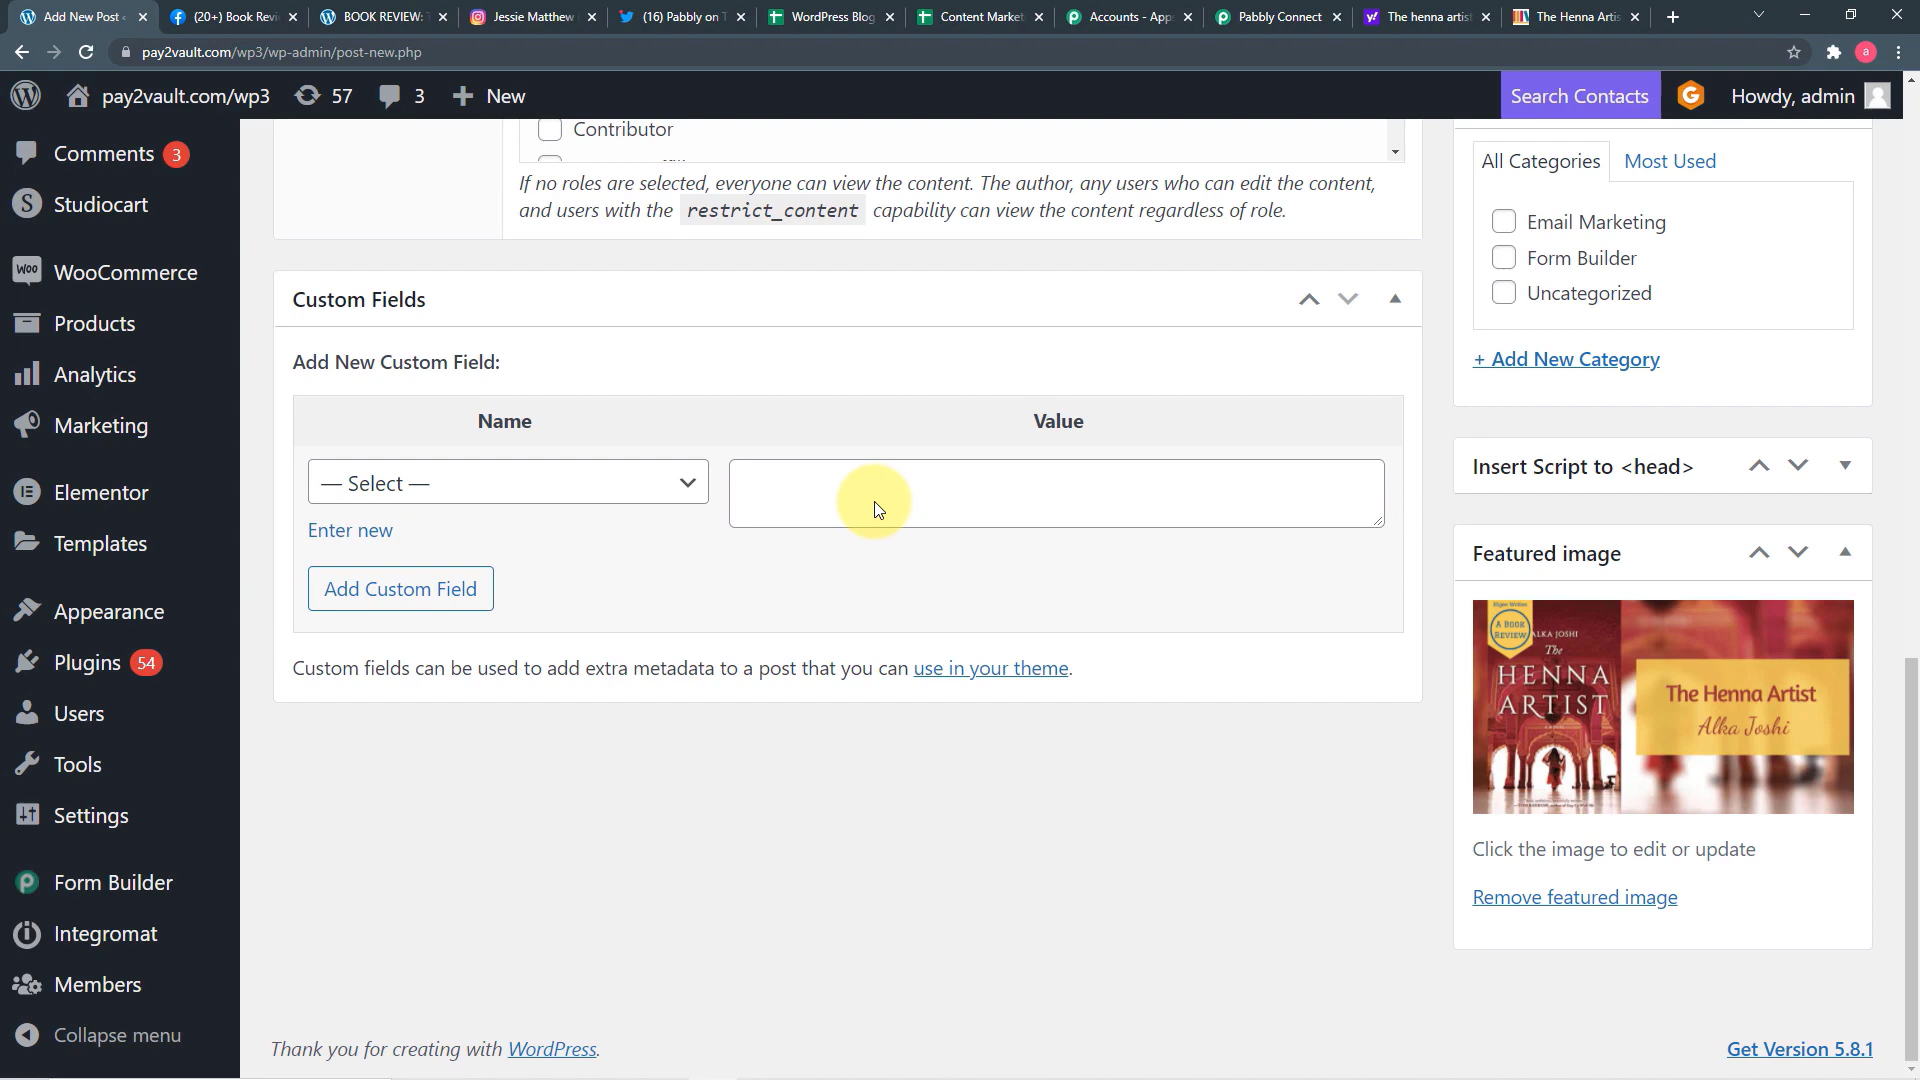 Add New Post
(20+) Book Revi
BOOK REVIEW: T
Jessie Matthew
(16) Pabbly on T
WordPress Blog
Content Market
Accounts - App
Pabbly Connect
The henna artist
The Henna Artis
pay2vault.com/wp3/wp-admin/post-new.php
a
pay2vault.com/wp3
57
3
New
Search Contacts
Howdy, admin
Comments 3
Studiocart
WooCommerce
Products
Analytics
Marketing
Elementor
Templates
Appearance
Plugins 54
Users
Tools
Settings
Form Builder
Integromat
Members
Collapse menu
Contributor
If no roles are selected, everyone can view the content. The author, any users who can edit the content,
and users with the restrict_content capability can view the content regardless of role.
Custom Fields
Add New Custom Field:
Name
Value
— Select —
Enter new
Add Custom Field
Custom fields can be used to add extra metadata to a post that you can use in your theme.
Thank you for creating with WordPress.
All Categories
Most Used
Email Marketing
Form Builder
Uncategorized
+ Add New Category
Insert Script to <head>
Featured image
A BOOK
REVIEW
ALKA JOSHI
The
HENNA
ARTIST
The Henna Artist
Alka Joshi
Click the image to edit or update
Remove featured image
Get Version 5.8.1